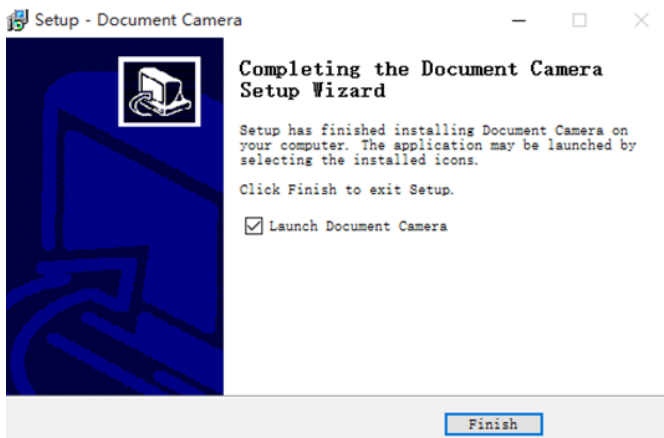 Setup - Document Camera
Completing the Document Camera
Setup Wizard
Setup has finished installing Document Camera on
your computer. The application may be launched by
selecting the installed icons.
Click Finish to exit Setup.
Launch Document Camera
Finish